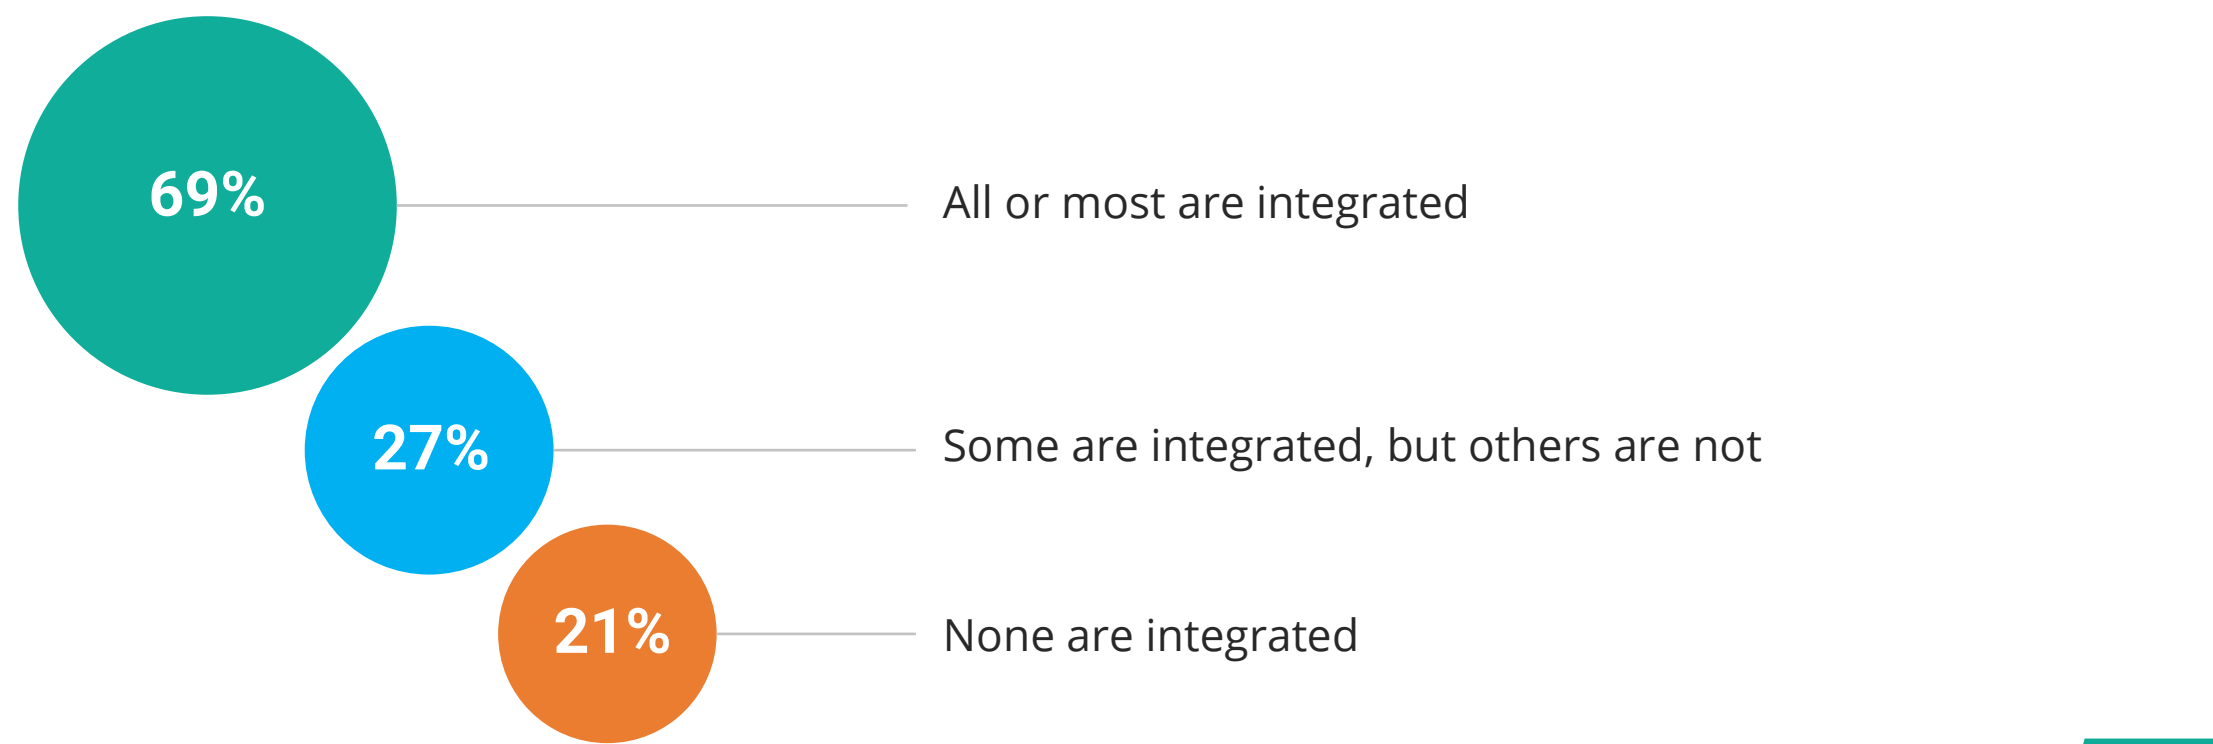 69%
All or most are integrated
27%
Some are integrated, but others are not
21%
None are integrated